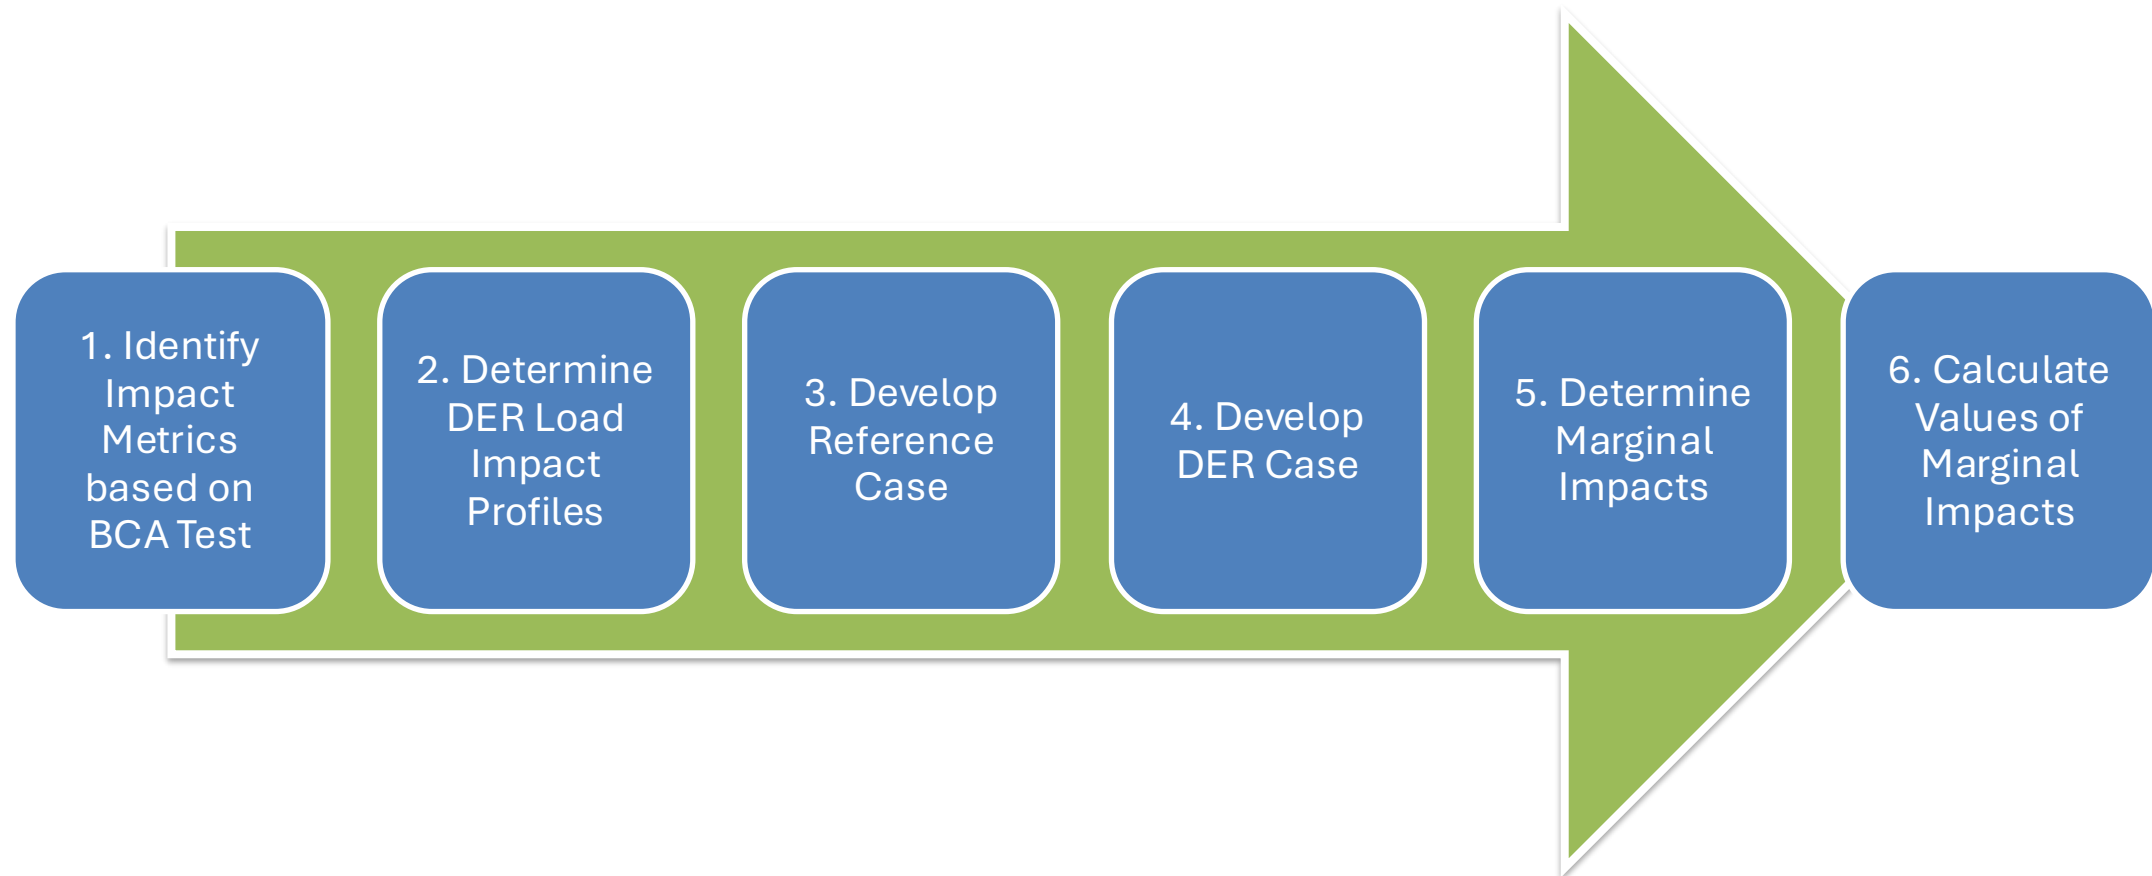 1. Identify
Impact
Metrics
based on
BCA Test
2. Determine
DER Load
Impact
Profiles
3. Develop
Reference
Case
4. Develop
DER Case
5. Determine
Marginal
Impacts
6. Calculate
Values of
Marginal
Impacts